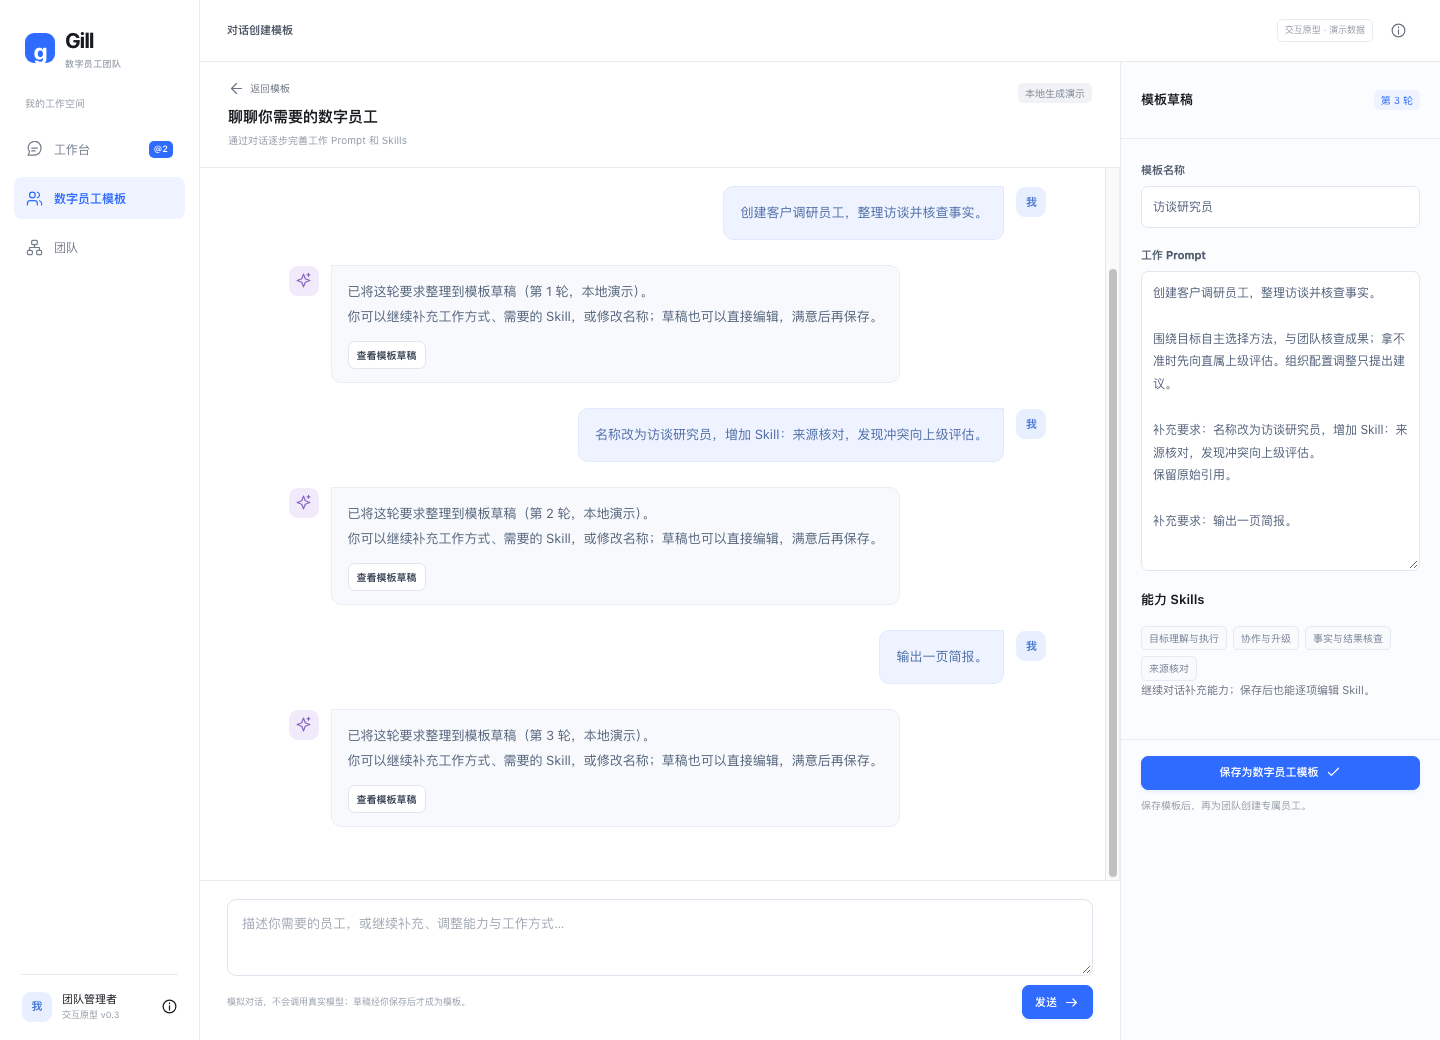 g
Gill
数字员工团队
我的工作空间
工作台
@2
数字员工模板
团队
我
团队管理者
交互原型 v0.3
对话创建模板
交互原型 · 演示数据
返回模板
聊聊你需要的数字员工
通过对话逐步完善工作 Prompt 和 Skills
本地生成演示
创建客户调研员工，整理访谈并核查事实。
我
已将这轮要求整理到模板草稿（第 1 轮，本地演示）。
你可以继续补充工作方式、需要的 Skill，或修改名称；草稿也可以直接编辑，满意后再保存。
查看模板草稿
名称改为访谈研究员，增加 Skill：来源核对，发现冲突向上级评估。
我
已将这轮要求整理到模板草稿（第 2 轮，本地演示）。
你可以继续补充工作方式、需要的 Skill，或修改名称；草稿也可以直接编辑，满意后再保存。
查看模板草稿
输出一页简报。
我
已将这轮要求整理到模板草稿（第 3 轮，本地演示）。
你可以继续补充工作方式、需要的 Skill，或修改名称；草稿也可以直接编辑，满意后再保存。
查看模板草稿
描述你需要的员工，或继续补充、调整能力与工作方式...
模拟对话，不会调用真实模型；草稿经你保存后才成为模板。
发送
模板草稿
第 3 轮
模板名称
访谈研究员
工作 Prompt
创建客户调研员工，整理访谈并核查事实。
围绕目标自主选择方法，与团队核查成果；拿不
准时先向直属上级评估。组织配置调整只提出建
议。
补充要求：名称改为访谈研究员，增加 Skill：来
源核对，发现冲突向上级评估。
保留原始引用。
补充要求：输出一页简报。
能力 Skills
目标理解与执行
协作与升级
事实与结果核查
来源核对
继续对话补充能力；保存后也能逐项编辑 Skill。
保存为数字员工模板
保存模板后，再为团队创建专属员工。